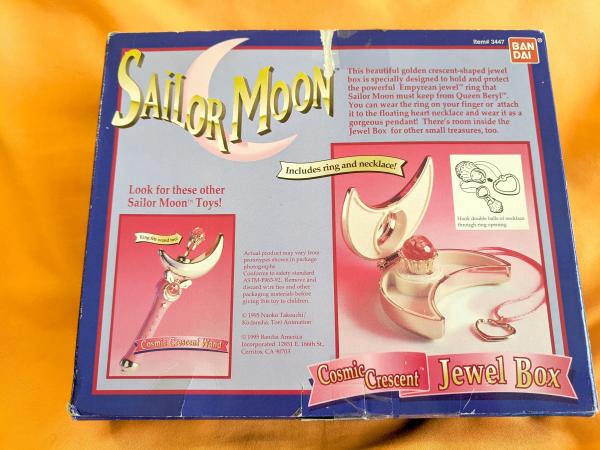 Item# 3447
BAN
DAI
SAILOR MOON
This beautiful golden crescent-shaped jewel
box is specially designed to hold and protect
the powerful Empyrean jewel™ ring that
Sailor Moon must keep from Queen Beryl™.
You can wear the ring on your finger or attach
it to the floating heart necklace and wear it as a
gorgeous pendant! There's room inside the
Jewel Box for other small treasures, too.
Includes ring and necklace!
Look for these other
Sailor Moon™ Toys!
Ring fits wand too!
Cosmic Crescent Wand
Actual product may vary from
prototypes shown in package
photographs.
Conforms to safety standard
ASTM-F963-92. Remove and
discard wire ties and other
packaging materials before
giving this toy to children.
© 1995 Naoko Takeuchi/
Kodansha, Toei Animation
© 1995 Bandai America
Incorporated 12851 E. 166th St.,
Cerritos, CA 90703
Hook double balls of necklace
through ring opening.
Cosmic
Crescent™
Jewel Box